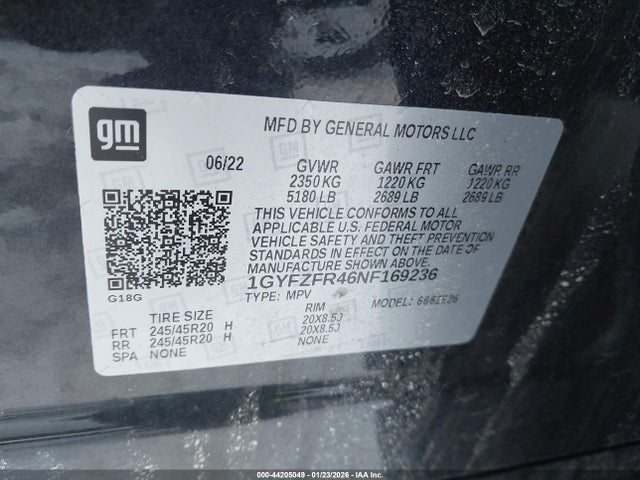 gm
MFD BY GENERAL MOTORS LLC
06/22 GVWR GAWR FRT GAWR RR
2350 KG 1220 KG 1220 KG
5180 LB 2689 LB 2689 LB
THIS VEHICLE CONFORMS TO ALL
APPLICABLE U.S. FEDERAL MOTOR
VEHICLE SAFETY AND THEFT PREVENTION
STANDARDS IN EFFECT ON THE DATE OF
MANUFACTURE SHOWN ABOVE.
1GYFZFR46NF169236
G18G TYPE: MPV MODEL:
TIRE SIZE RIM
FRT 245/45R20 H 20X8.5J
RR 245/45R20 H 20X8.5J
SPA NONE NONE
000-44205049 | 01/23/2026 | IAA Holdings, LLC